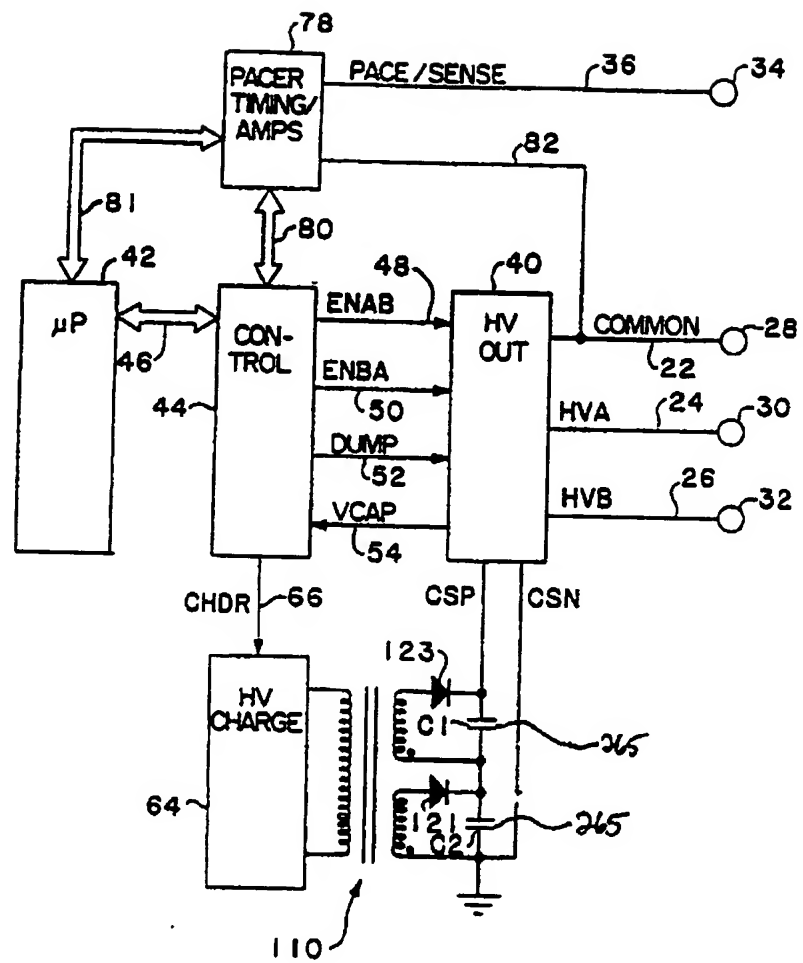 78
PACER
TIMING/
AMPS
PACE/SENSE
36
34
82
81
80
42
µP
46
44
CON-
TROL
ENAB
48
ENBA
50
DUMP
52
VCAP
54
40
HV
OUT
COMMON
22
28
HVA
24
30
HVB
26
32
CHDR
66
CSP
CSN
HV
CHARGE
64
123
C1
265
121
C2
265
110